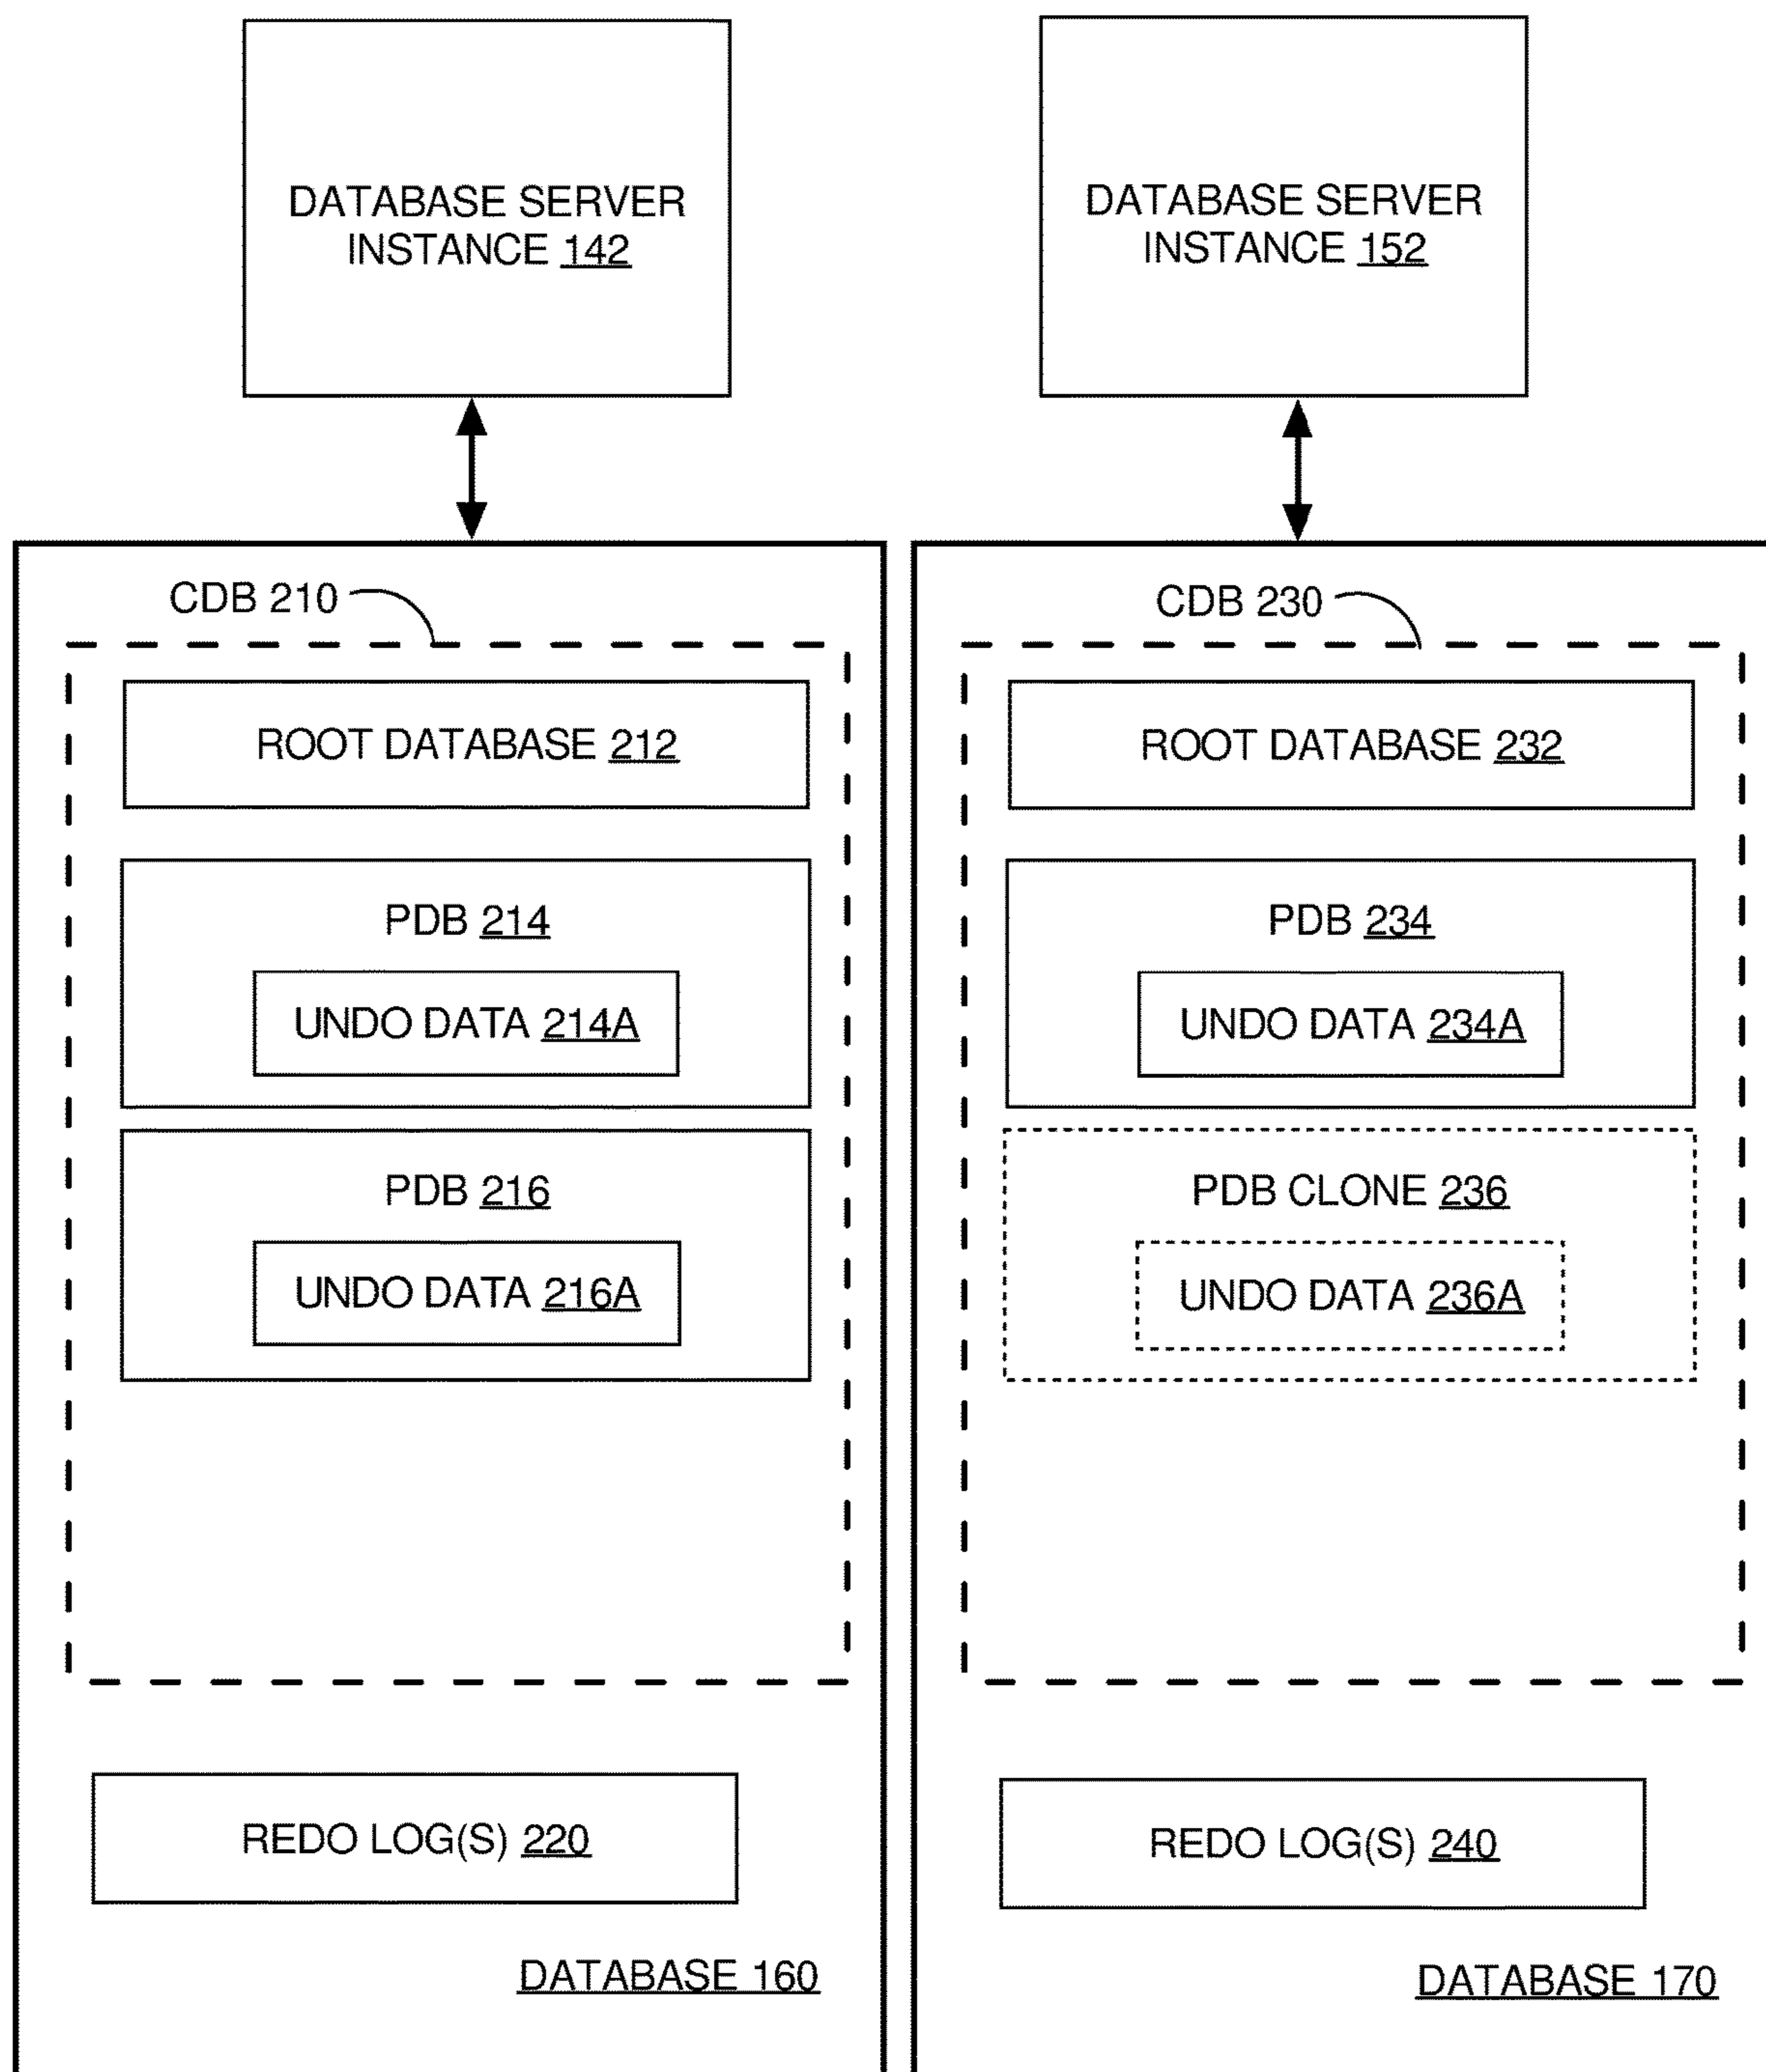 DATABASE SERVER
INSTANCE 142
DATABASE SERVER
INSTANCE 152
CDB 210
ROOT DATABASE 212
PDB 214
UNDO DATA 214A
PDB 216
UNDO DATA 216A
REDO LOG(S) 220
DATABASE 160
CDB 230
ROOT DATABASE 232
PDB 234
UNDO DATA 234A
PDB CLONE 236
UNDO DATA 236A
REDO LOG(S) 240
DATABASE 170